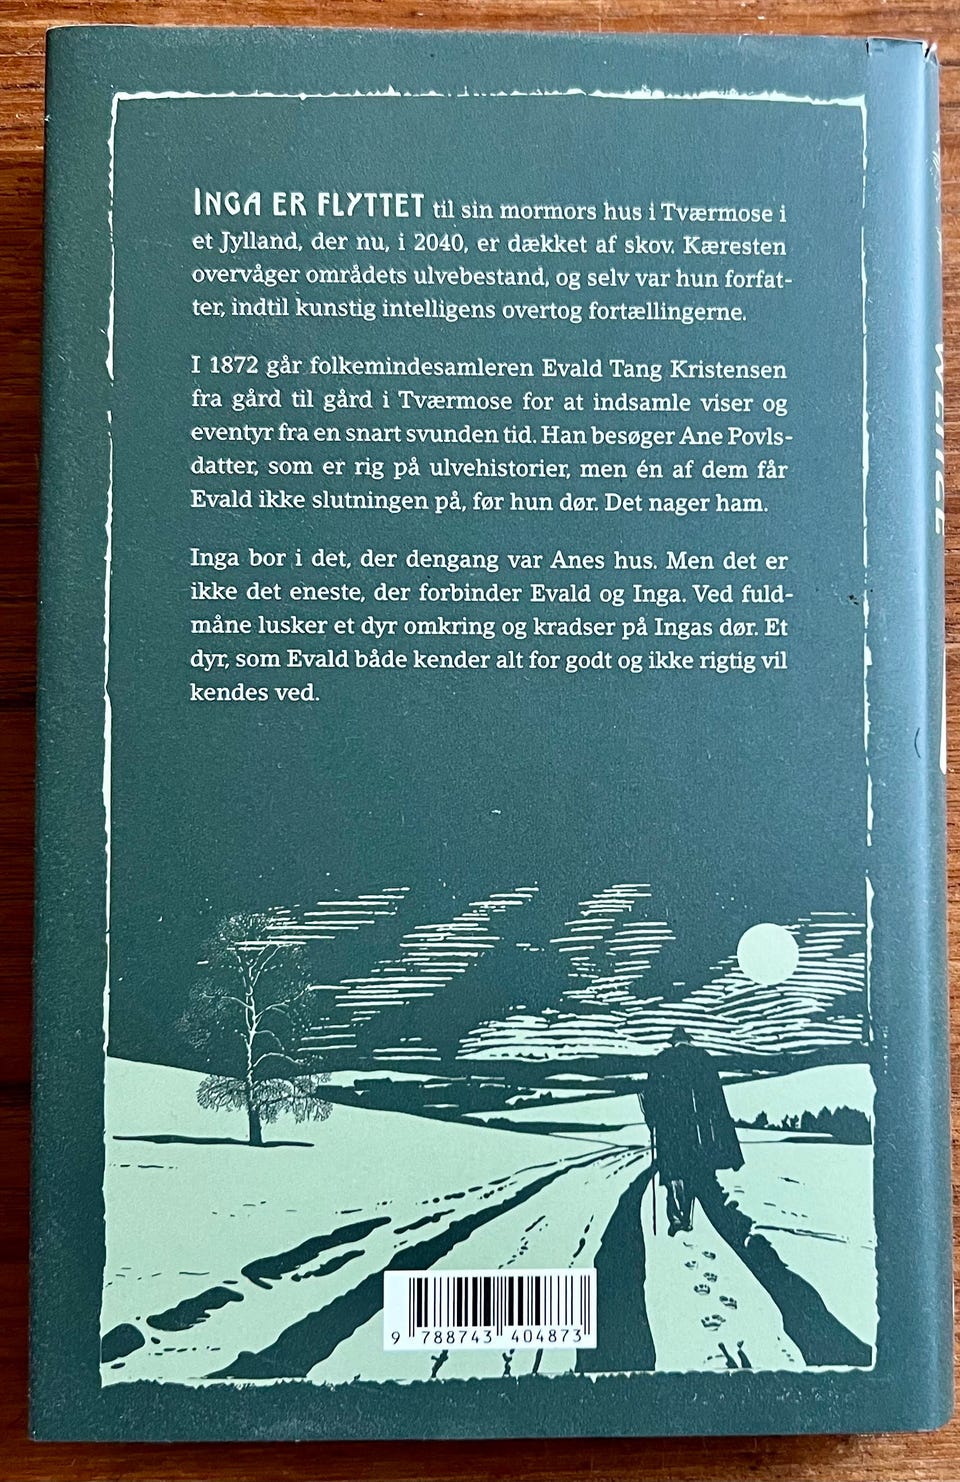 INGA ER FLYTTET til sin mormors hus i Tværmose i
et Jylland, der nu, i 2040, er dækket af skov. Kæresten
overvåger områdets ulvebestand, og selv var hun forfat-
ter, indtil kunstig intelligens overtog fortællingerne.
I 1872 går folkemindesamleren Evald Tang Kristensen
fra gård til gård i Tværmose for at indsamle viser og
eventyr fra en snart svunden tid. Han besøger Ane Povls-
datter, som er rig på ulvehistorier, men én af dem får
Evald ikke slutningen på, før hun dør. Det nager ham.
Inga bor i det, der dengang var Anes hus. Men det er
ikke det eneste, der forbinder Evald og Inga. Ved fuld-
måne lusker et dyr omkring og kradser på Ingas dør. Et
dyr, som Evald både kender alt for godt og ikke rigtig vil
kendes ved.
9 788743 404873